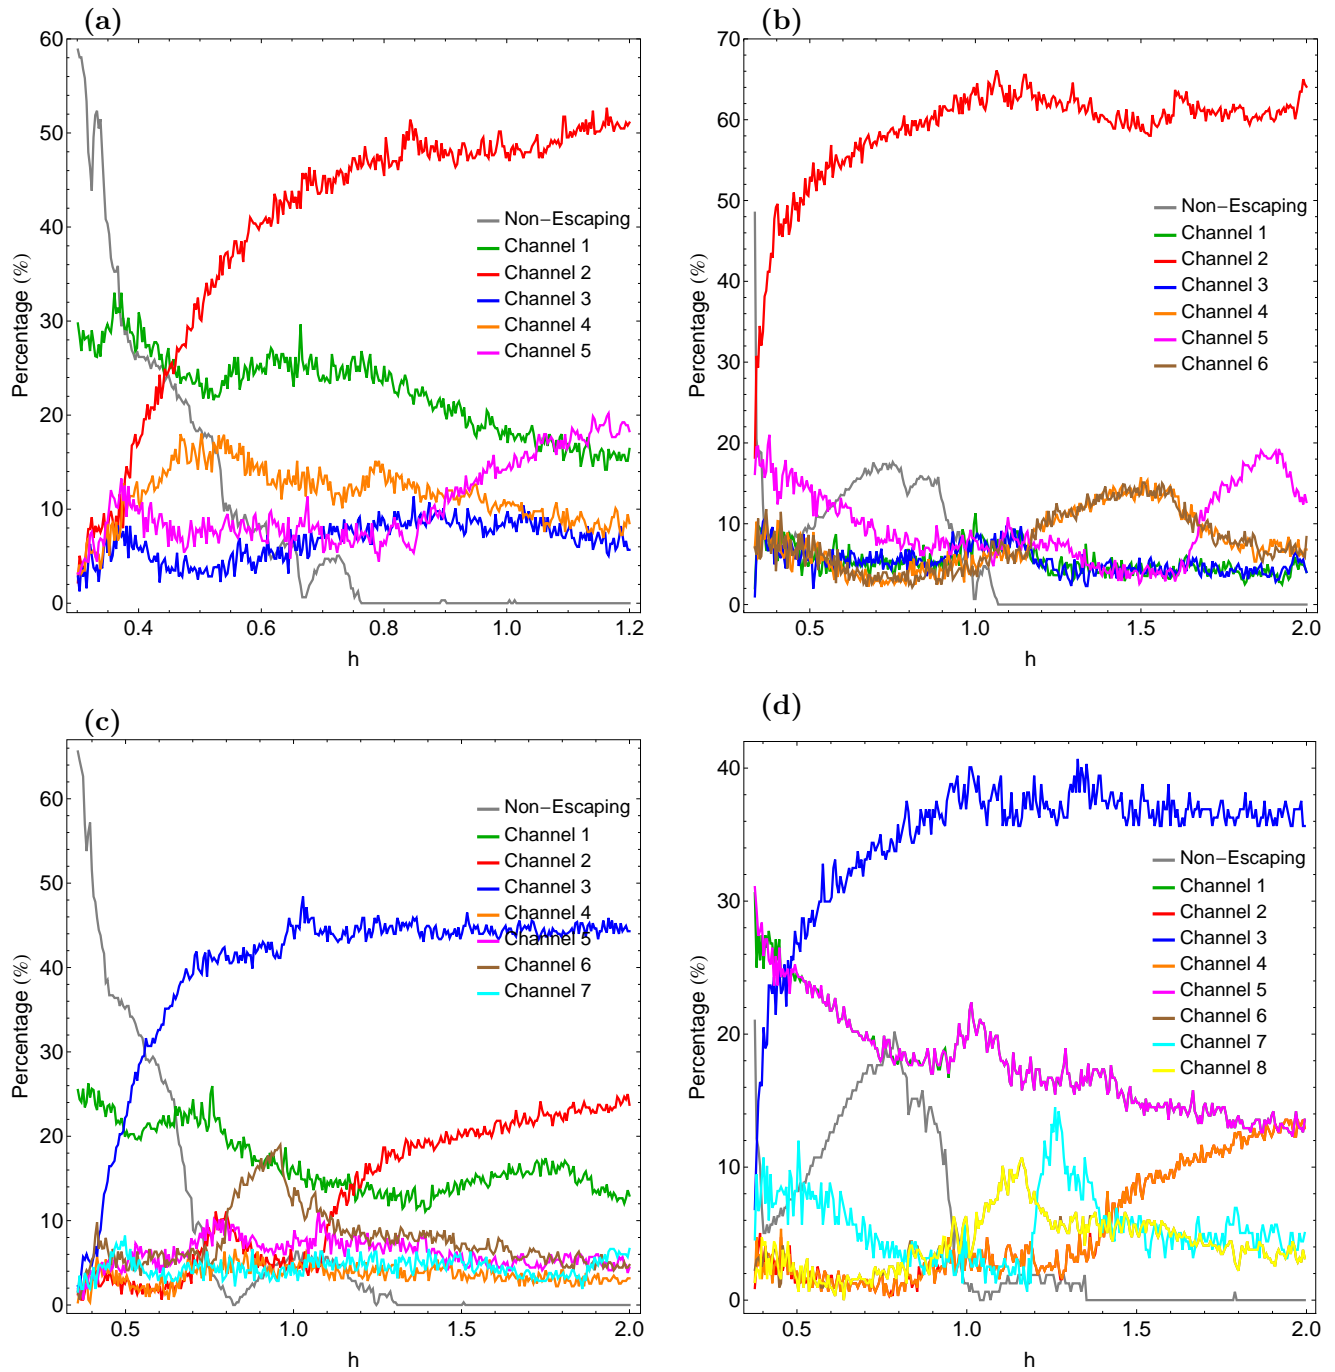 (a)
60
50
40
30
20
10
0
Percentage (%)
0.4 0.6 0.8 1.0 1.2
h
Non−Escaping
Channel 1
Channel 2
Channel 3
Channel 4
Channel 5
(b)
70
60
50
40
30
20
10
0
Percentage (%)
0.5 1.0 1.5 2.0
h
Non−Escaping
Channel 1
Channel 2
Channel 3
Channel 4
Channel 5
Channel 6
(c)
60
50
40
30
20
10
0
Percentage (%)
0.5 1.0 1.5 2.0
h
Non−Escaping
Channel 1
Channel 2
Channel 3
Channel 4
Channel 5
Channel 6
Channel 7
(d)
40
30
20
10
0
Percentage (%)
0.5 1.0 1.5 2.0
h
Non−Escaping
Channel 1
Channel 2
Channel 3
Channel 4
Channel 5
Channel 6
Channel 7
Channel 8